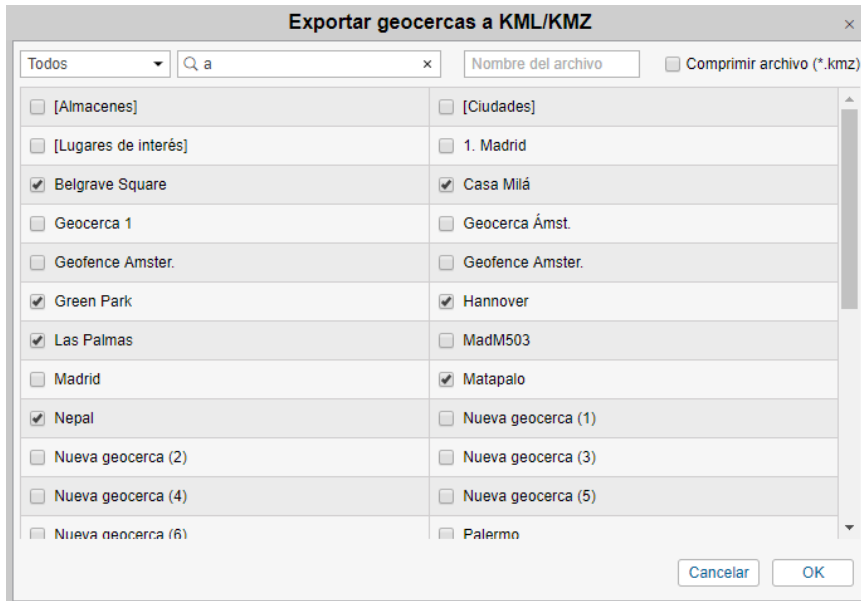 Exportar geocercas a KML/KMZ ×
Todos a × Nombre del archivo Comprimir archivo (*.kmz)
[Almacenes] [Ciudades]
[Lugares de interés] 1. Madrid
Belgrave Square Casa Milá
Geocerca 1 Geocerca Ámst.
Geofence Amster. Geofence Amster.
Green Park Hannover
Las Palmas MadM503
Madrid Matapalo
Nepal Nueva geocerca (1)
Nueva geocerca (2) Nueva geocerca (3)
Nueva geocerca (4) Nueva geocerca (5)
Nueva geocerca (6) Palermo
Cancelar OK